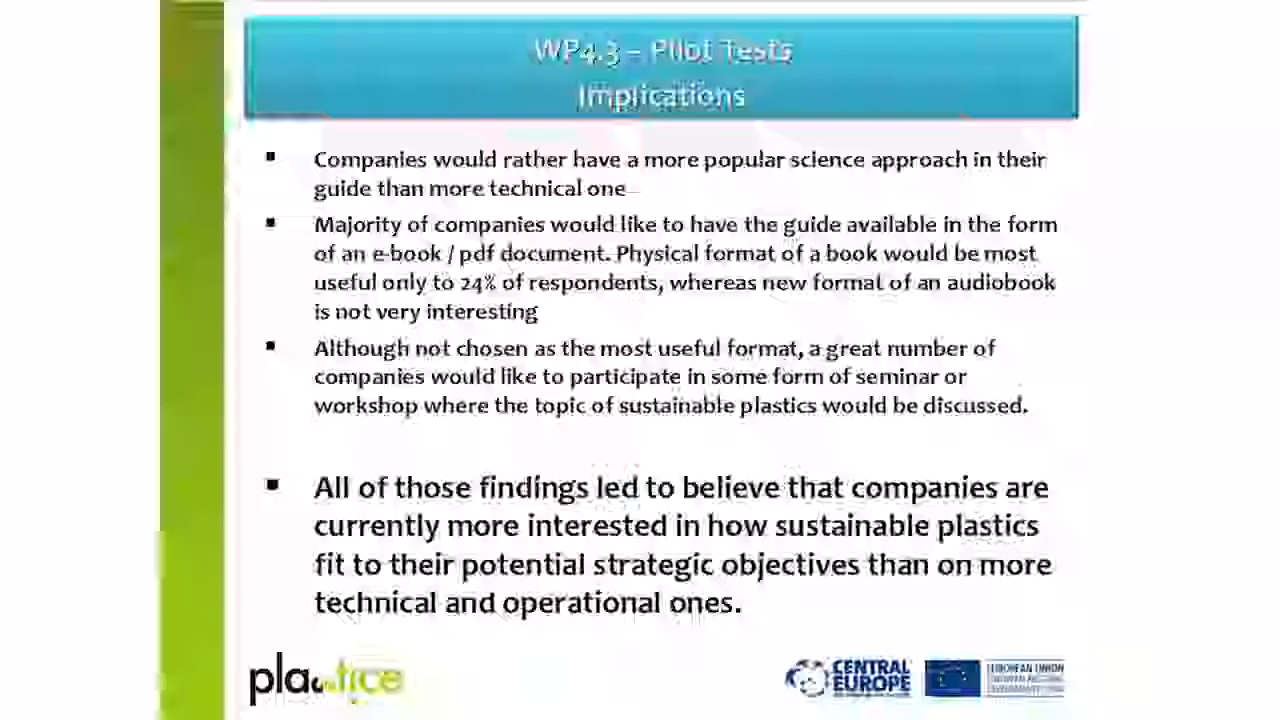 WP4.3 – Pilot Tests
Implications
▪ Companies would rather have a more popular science approach in their
guide than more technical one
▪ Majority of companies would like to have the guide available in the form
of an e-book / pdf document. Physical format of a book would be most
useful only to 24% of respondents, whereas new format of an audiobook
is not very interesting
▪ Although not chosen as the most useful format, a great number of
companies would like to participate in some form of seminar or
workshop where the topic of sustainable plastics would be discussed.
▪ All of those findings led to believe that companies are
currently more interested in how sustainable plastics
fit to their potential strategic objectives than on more
technical and operational ones.
CENTRAL
EUROPE
EUROPEAN UNION